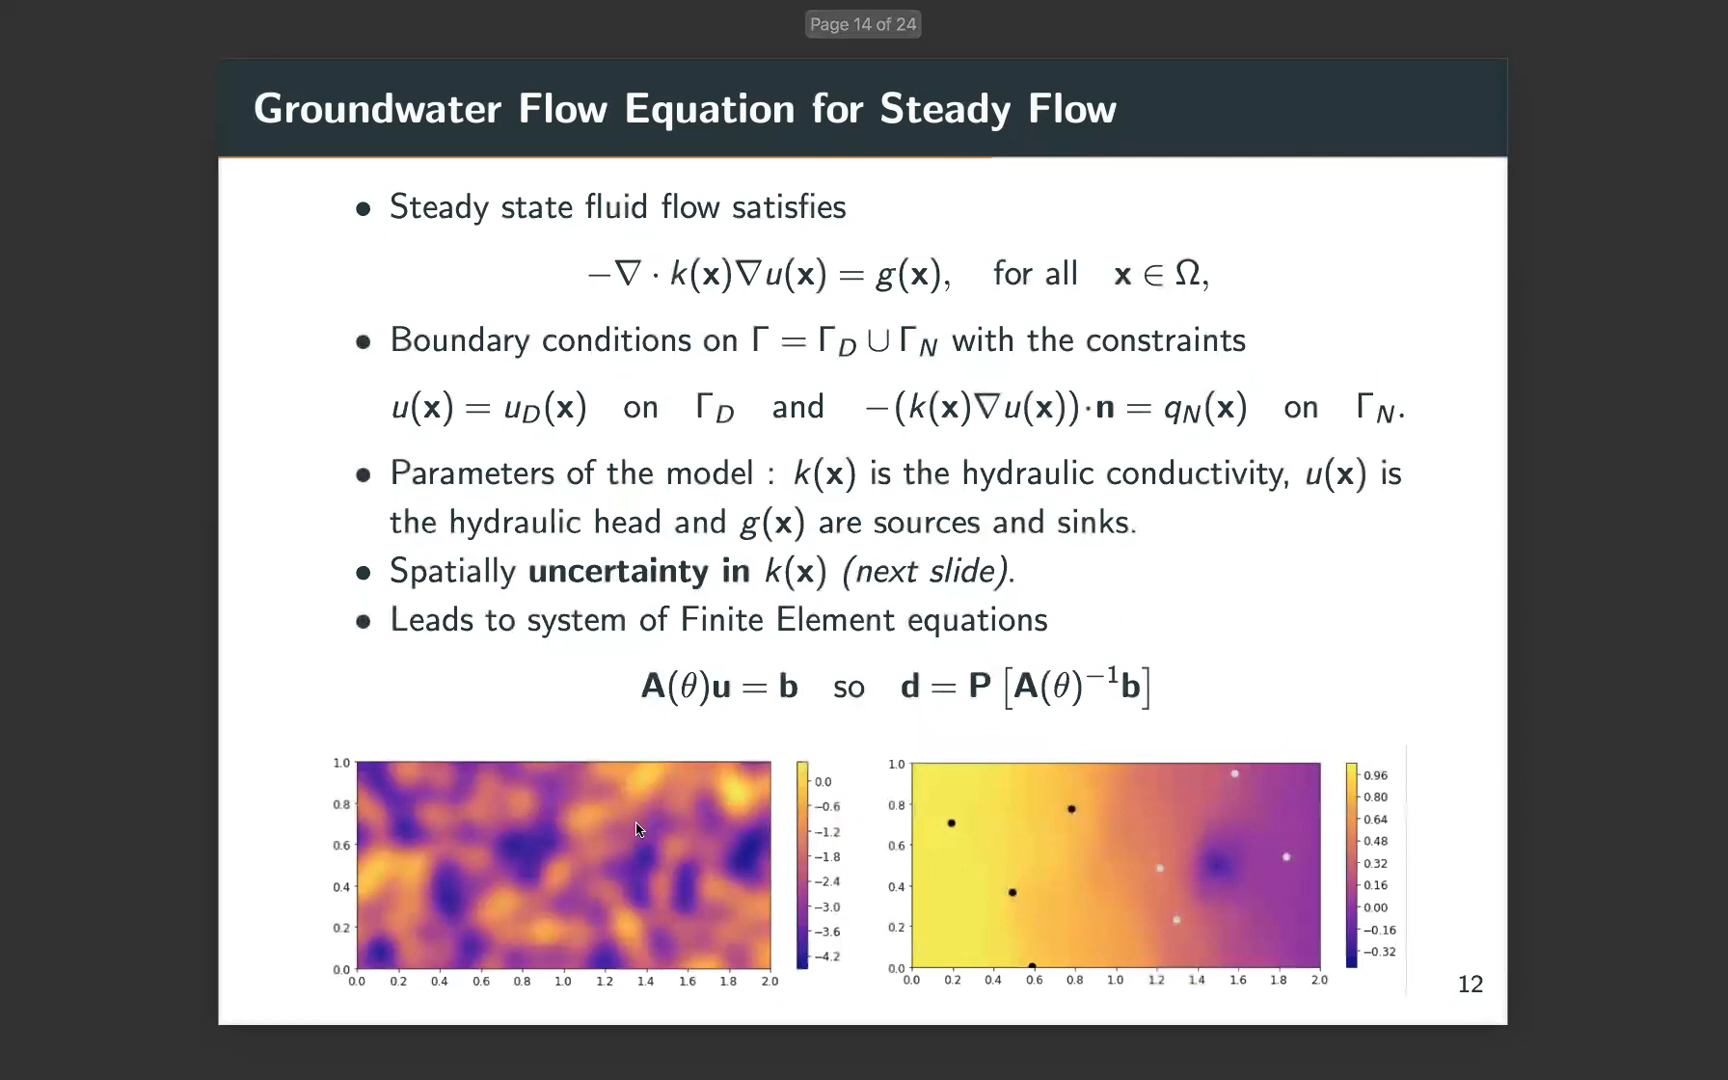 Page 14 of 24
Groundwater Flow Equation for Steady Flow
• Steady state fluid flow satisfies
−∇ · k(x)∇u(x) = g(x), for all x ∈ Ω,
• Boundary conditions on Γ = Γ_D ∪ Γ_N with the constraints
u(x) = u_D(x) on Γ_D and −(k(x)∇u(x))·n = q_N(x) on Γ_N.
• Parameters of the model : k(x) is the hydraulic conductivity, u(x) is
the hydraulic head and g(x) are sources and sinks.
• Spatially uncertainty in k(x) (next slide).
• Leads to system of Finite Element equations
A(θ)u = b so d = P [A(θ)⁻¹b]
1.0
0.8
0.6
0.4
0.2
0.0
0.0 0.2 0.4 0.6 0.8 1.0 1.2 1.4 1.6 1.8 2.0
0.0
−0.6
−1.2
−1.8
−2.4
−3.0
−3.6
−4.2
1.0
0.8
0.6
0.4
0.2
0.0
0.0 0.2 0.4 0.6 0.8 1.0 1.2 1.4 1.6 1.8 2.0
0.96
0.80
0.64
0.48
0.32
0.16
0.00
−0.16
−0.32
12